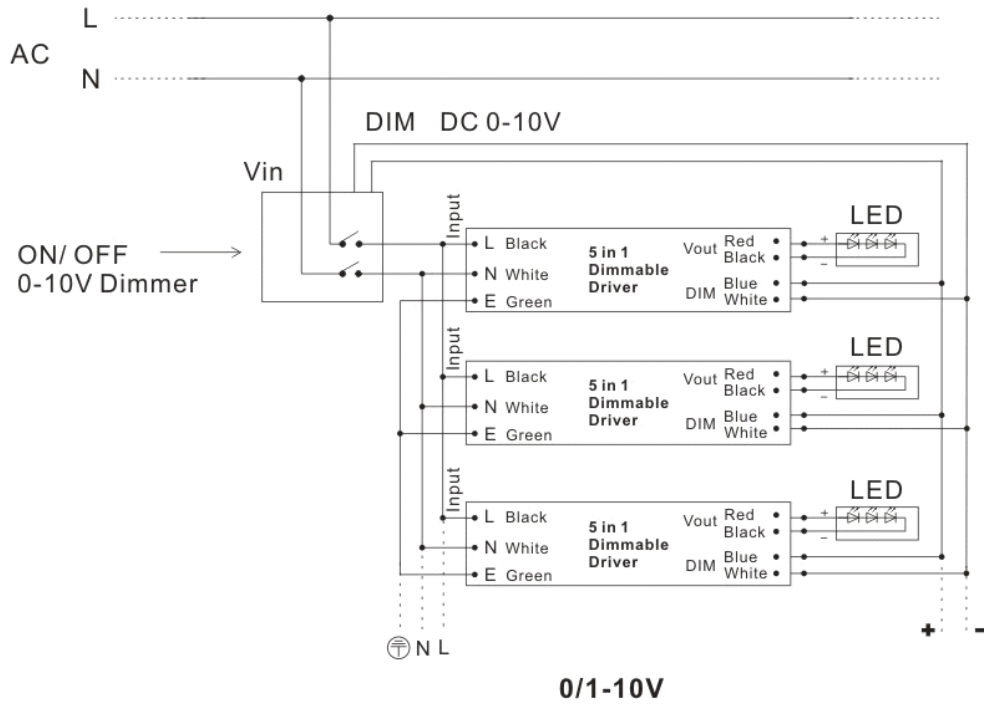 L
AC
N
DIM DC 0-10V
Vin
ON/ OFF
0-10V Dimmer
Input
L Black
N White
E Green
5 in 1
Dimmable
Driver
Vout Red
Black
DIM Blue
White
LED
+
–
Input
L Black
N White
E Green
5 in 1
Dimmable
Driver
Vout Red
Black
DIM Blue
White
LED
+
–
Input
L Black
N White
E Green
5 in 1
Dimmable
Driver
Vout Red
Black
DIM Blue
White
LED
+
–
N L
+ –
0/1-10V